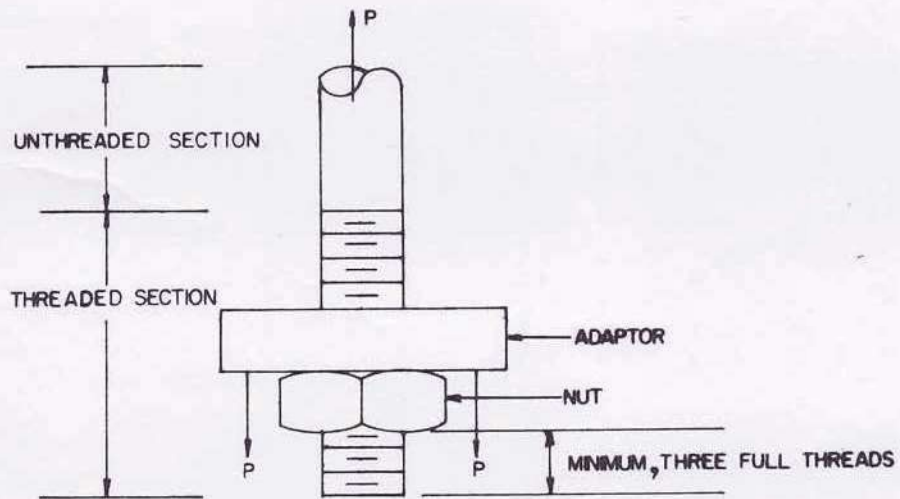 P
UNTHREADED SECTION
THREADED SECTION
ADAPTOR
NUT
P
P
MINIMUM, THREE FULL THREADS